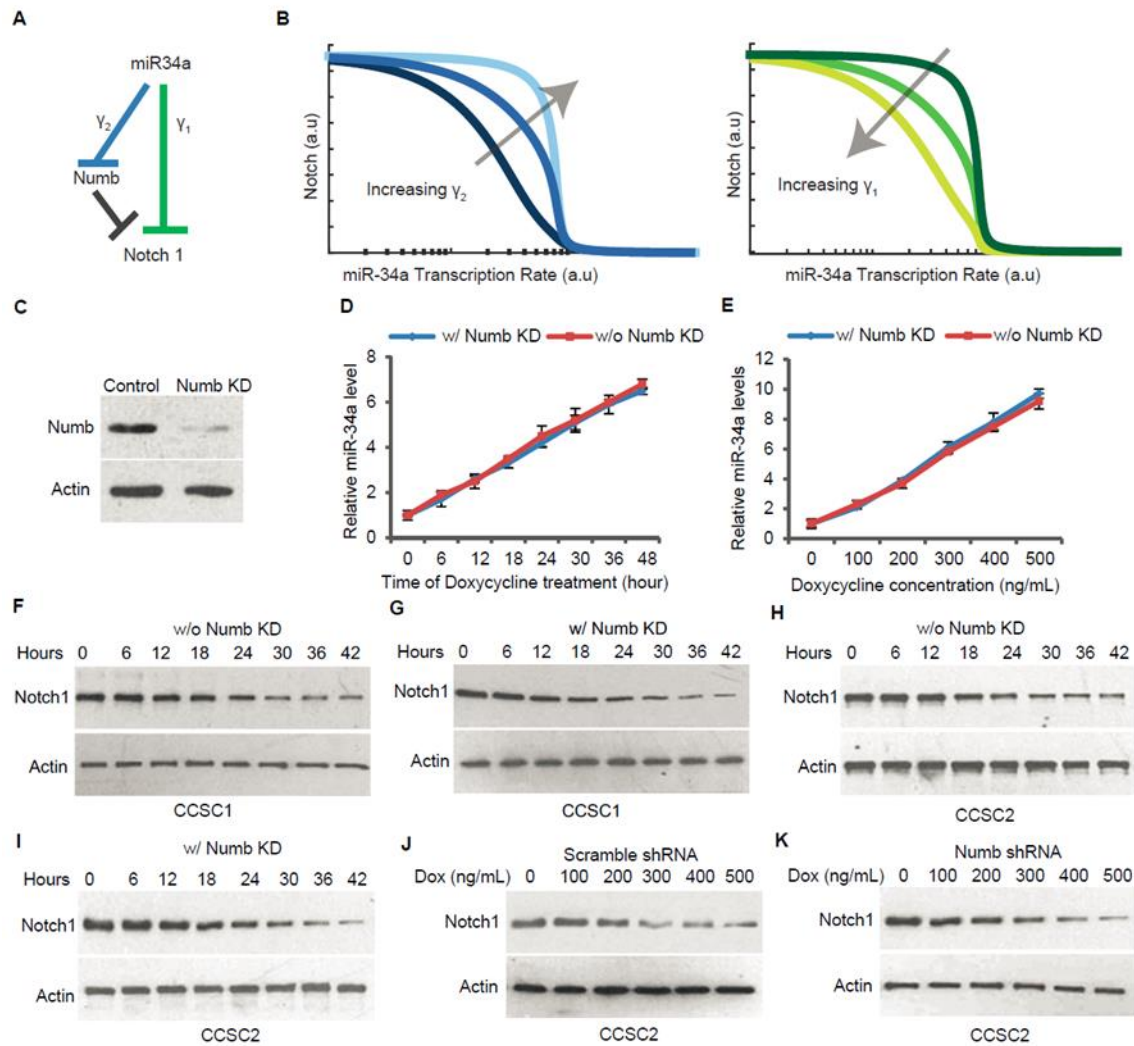 A
miR34a
γ2
γ1
Numb
Notch 1
B
Notch (a.u)
Increasing γ2
miR-34a Transcription Rate (a.u)
Notch (a.u)
Increasing γ1
miR-34a Transcription Rate (a.u)
C
Control Numb KD
Numb
Actin
D
w/ Numb KD w/o Numb KD
Relative miR-34a level
8
6
4
2
0
0 6 12 18 23 29 35 48
Time of Doxycycline treatment (hour)
E
w/ Numb KD w/o Numb KD
Relative miR-34a levels
12
10
8
6
4
2
0
0 100 200 300 400 500
Doxycycline concentration (ng/mL)
F
w/o Numb KD
Hours 0 6 12 18 24 30 36 42
Notch1
Actin
CCSC1
G
w/ Numb KD
Hours 0 6 12 18 24 30 36 42
Notch1
Actin
CCSC1
H
w/o Numb KD
Hours 0 6 12 18 24 30 36 42
Notch1
Actin
CCSC2
I
w/ Numb KD
Hours 0 6 12 18 24 30 36 42
Notch1
Actin
CCSC2
J
Scramble shRNA
Dox (ng/mL) 0 100 200 300 400 500
Notch1
Actin
CCSC2
K
Numb shRNA
Dox (ng/mL) 0 100 200 300 400 500
Notch1
Actin
CCSC2